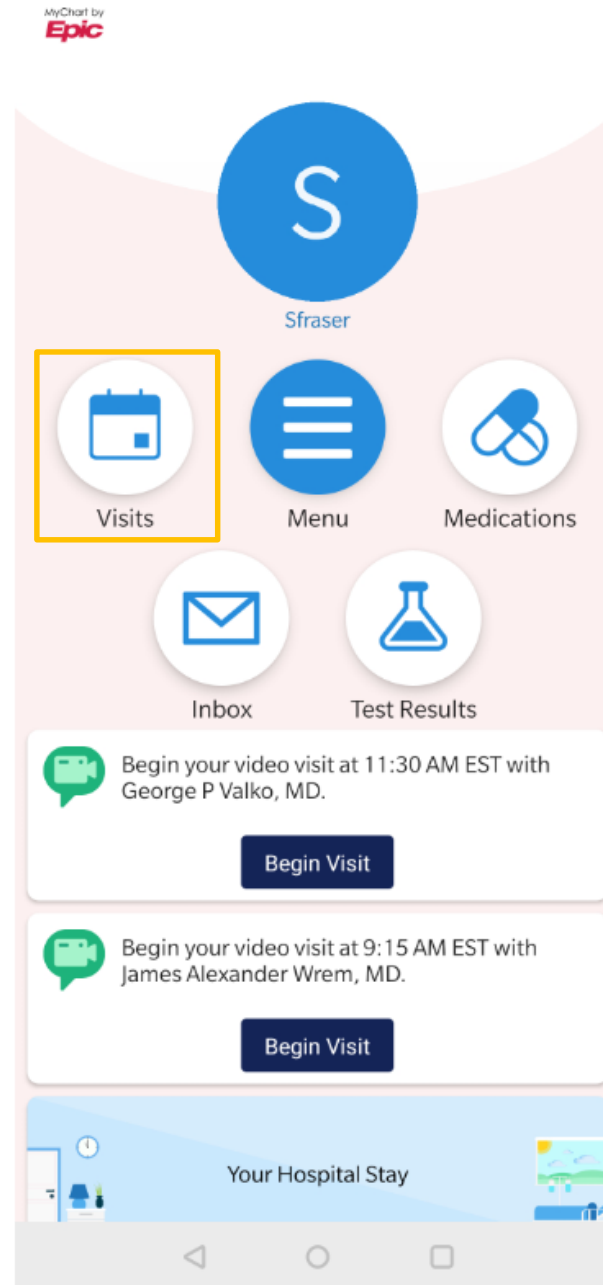 MyChart by
Epic
S
Sfraser
Visits
Menu
Medications
Inbox
Test Results
Begin your video visit at 11:30 AM EST with
George P Valko, MD.
Begin Visit
Begin your video visit at 9:15 AM EST with
James Alexander Wrem, MD.
Begin Visit
Your Hospital Stay